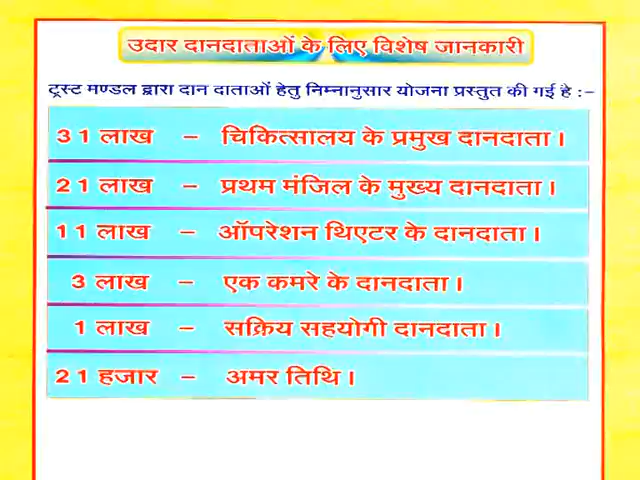 उदार दानदाताओं के लिए विशेष जानकारी
ट्रस्ट मण्डल द्वारा दान दाताओं हेतु निम्नानुसार योजना प्रस्तुत की गई है :–
31 लाख – चिकित्सालय के प्रमुख दानदाता।
21 लाख – प्रथम मंजिल के मुख्य दानदाता।
11 लाख – ऑपरेशन थिएटर के दानदाता।
3 लाख – एक कमरे के दानदाता।
1 लाख – सक्रिय सहयोगी दानदाता।
21 हजार – अमर तिथि।